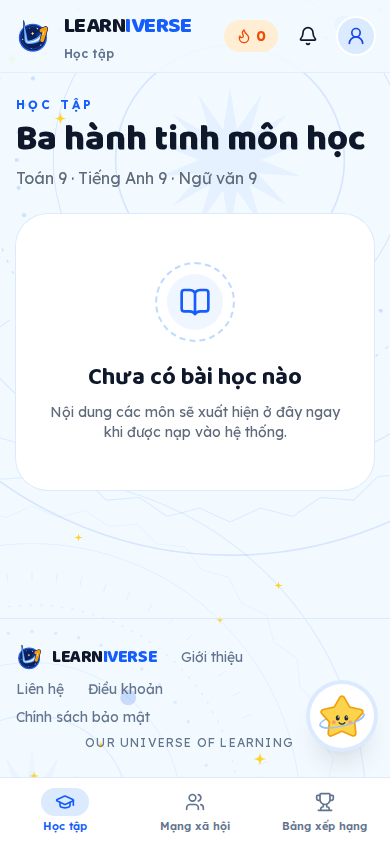 LEARNIVERSE
Học tập
0
HỌC TẬP
Ba hành tinh môn học
Toán 9 · Tiếng Anh 9 · Ngữ văn 9
Chưa có bài học nào
Nội dung các môn sẽ xuất hiện ở đây ngay
khi được nạp vào hệ thống.
LEARNIVERSE
Giới thiệu
Liên hệ
Điều khoản
Chính sách bảo mật
OUR UNIVERSE OF LEARNING
Học tập
Mạng xã hội
Bảng xếp hạng